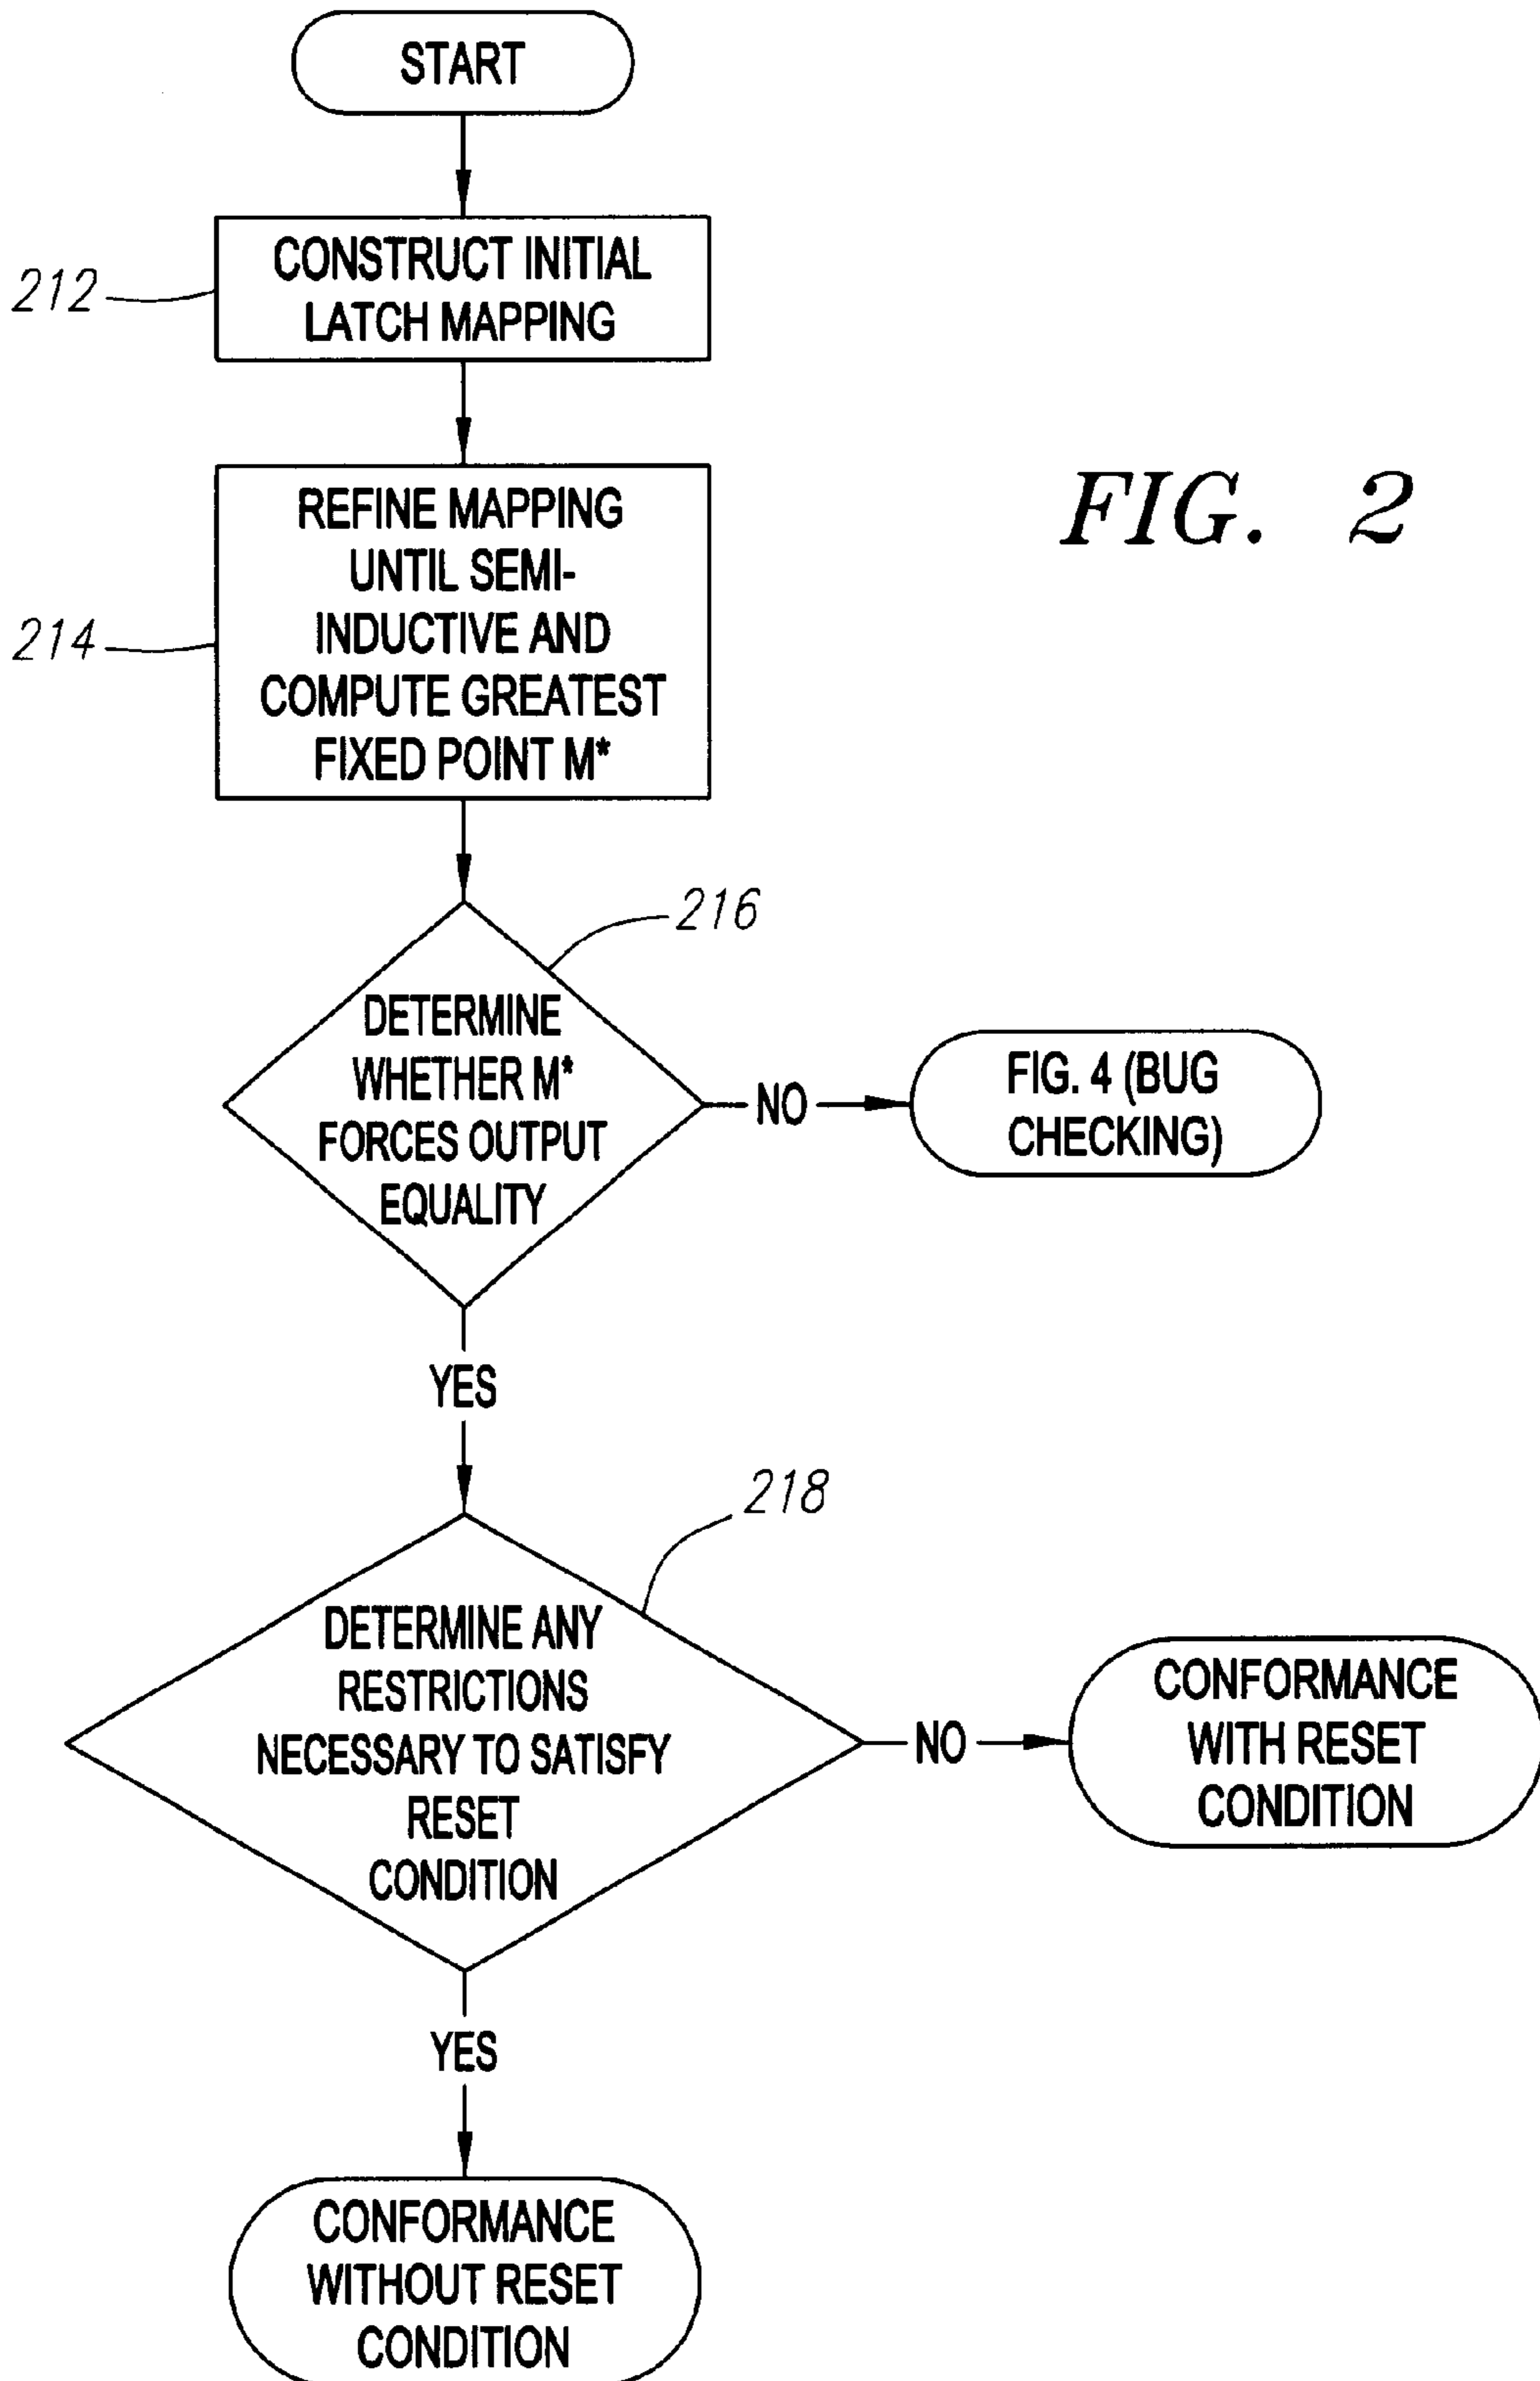 START
212
CONSTRUCT INITIAL
LATCH MAPPING
FIG. 2
214
REFINE MAPPING
UNTIL SEMI-
INDUCTIVE AND
COMPUTE GREATEST
FIXED POINT M*
216
DETERMINE
WHETHER M*
FORCES OUTPUT
EQUALITY
NO
FIG. 4 (BUG
CHECKING)
YES
218
DETERMINE ANY
RESTRICTIONS
NECESSARY TO SATISFY
RESET
CONDITION
NO
CONFORMANCE
WITH RESET
CONDITION
YES
CONFORMANCE
WITHOUT RESET
CONDITION